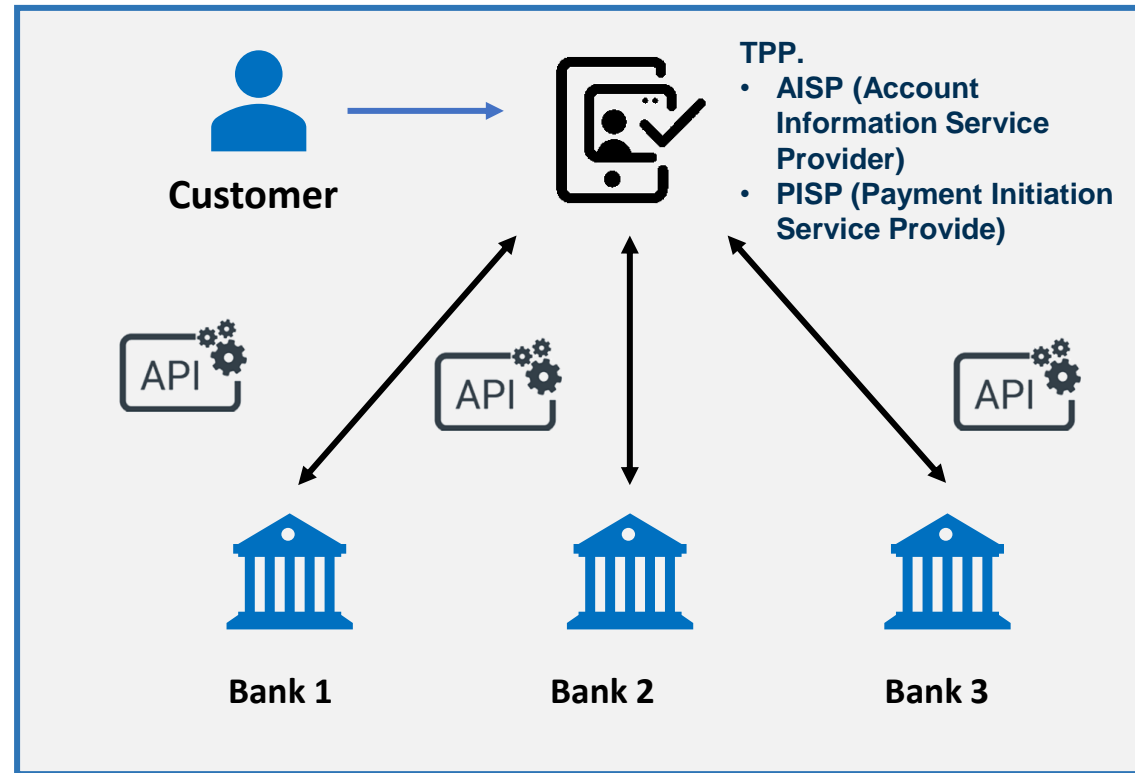 TPP.
• AISP (Account
Information Service
Provider)
• PISP (Payment Initiation
Service Provide)
Customer
API
API
API
Bank 1
Bank 2
Bank 3